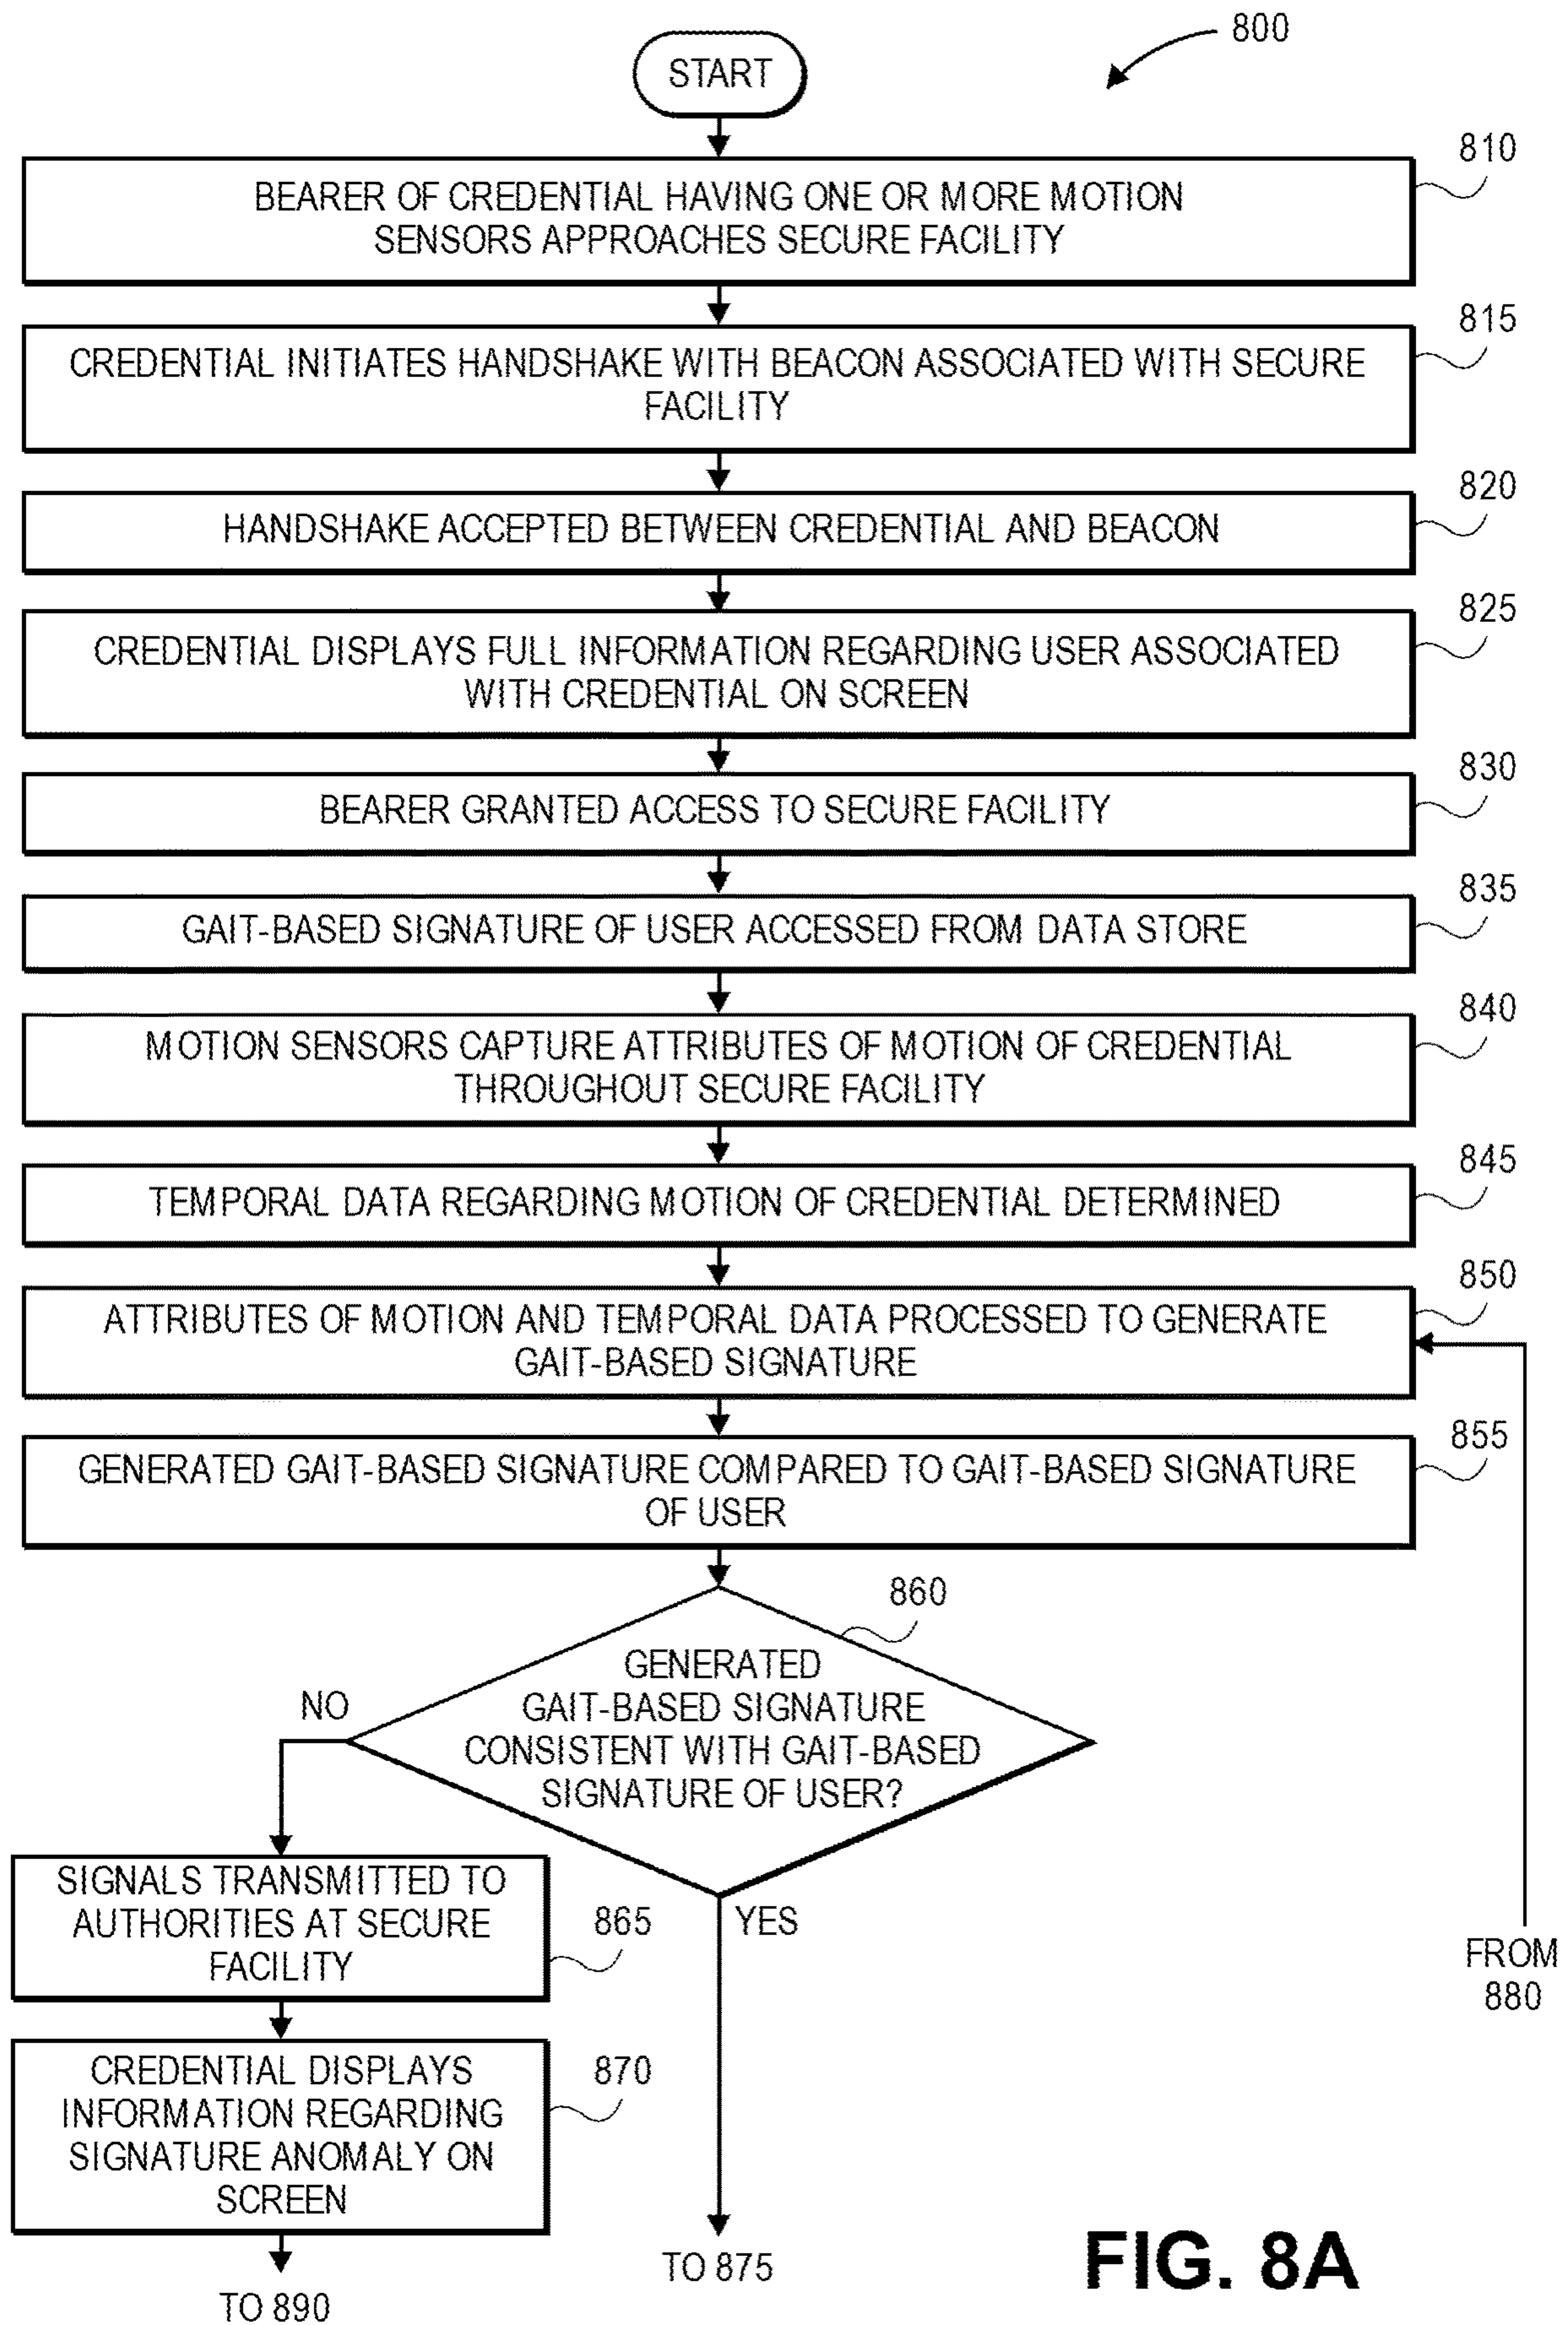 800
START
810
BEARER OF CREDENTIAL HAVING ONE OR MORE MOTION
SENSORS APPROACHES SECURE FACILITY
815
CREDENTIAL INITIATES HANDSHAKE WITH BEACON ASSOCIATED WITH SECURE
FACILITY
820
HANDSHAKE ACCEPTED BETWEEN CREDENTIAL AND BEACON
825
CREDENTIAL DISPLAYS FULL INFORMATION REGARDING USER ASSOCIATED
WITH CREDENTIAL ON SCREEN
830
BEARER GRANTED ACCESS TO SECURE FACILITY
835
GAIT-BASED SIGNATURE OF USER ACCESSED FROM DATA STORE
840
MOTION SENSORS CAPTURE ATTRIBUTES OF MOTION OF CREDENTIAL
THROUGHOUT SECURE FACILITY
845
TEMPORAL DATA REGARDING MOTION OF CREDENTIAL DETERMINED
850
ATTRIBUTES OF MOTION AND TEMPORAL DATA PROCESSED TO GENERATE
GAIT-BASED SIGNATURE
855
GENERATED GAIT-BASED SIGNATURE COMPARED TO GAIT-BASED SIGNATURE
OF USER
860
GENERATED
GAIT-BASED SIGNATURE
CONSISTENT WITH GAIT-BASED
SIGNATURE OF USER?
NO
YES
SIGNALS TRANSMITTED TO
AUTHORITIES AT SECURE
FACILITY
865
FROM
880
CREDENTIAL DISPLAYS
INFORMATION REGARDING
SIGNATURE ANOMALY ON
SCREEN
870
TO 875
TO 890
FIG. 8A